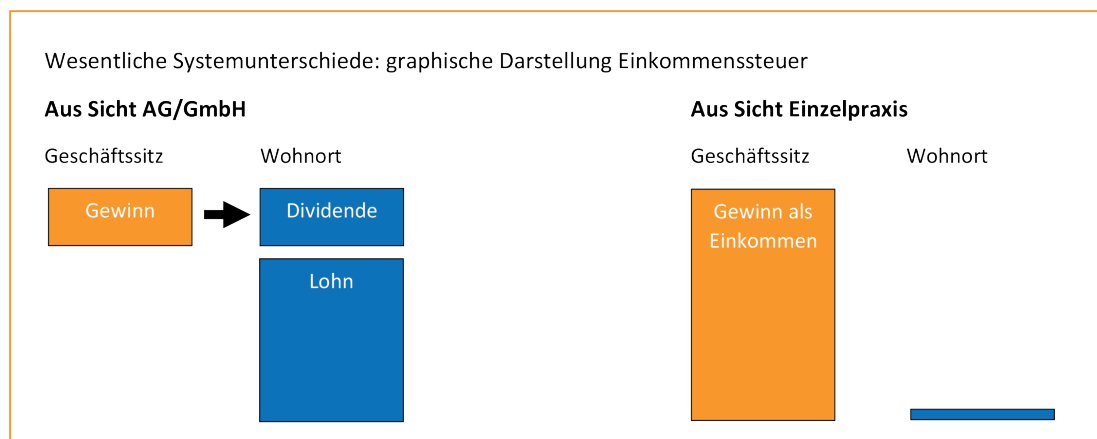 Wesentliche Systemunterschiede: graphische Darstellung Einkommenssteuer
Aus Sicht AG/GmbH
Geschäftssitz
Wohnort
Gewinn
Dividende
Lohn
Aus Sicht Einzelpraxis
Geschäftssitz
Wohnort
Gewinn als
Einkommen